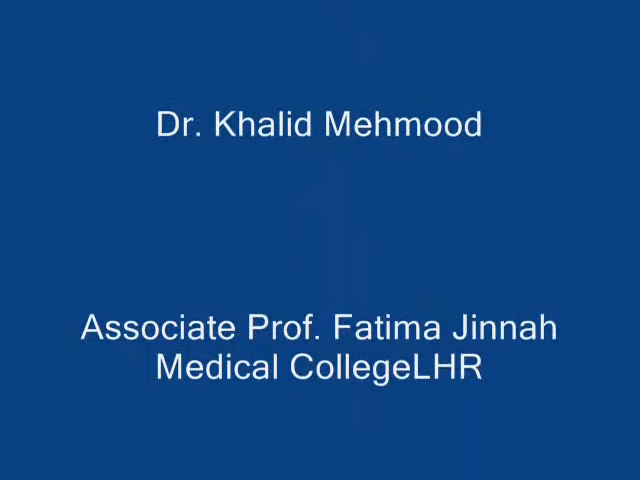 Dr. Khalid Mehmood
Associate Prof. Fatima Jinnah
Medical CollegeLHR